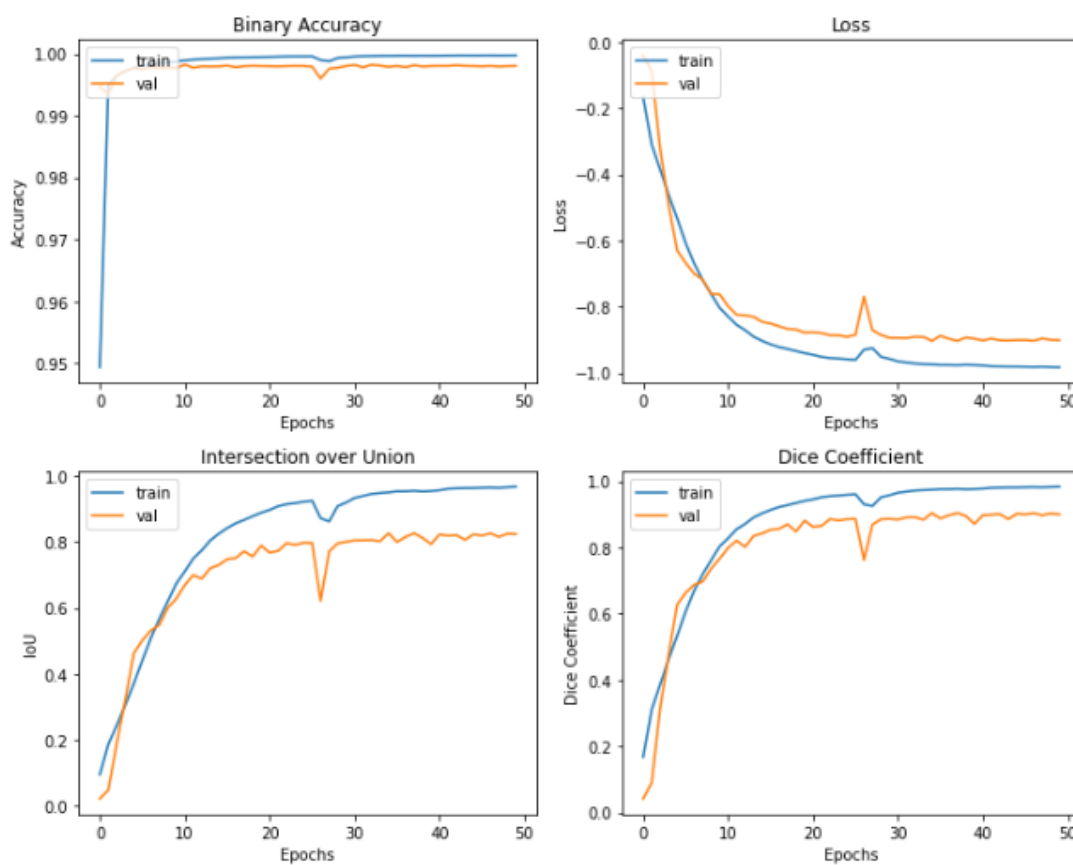 Binary Accuracy
1.00
0.99
0.98
0.97
0.96
0.95
Accuracy
train
val
0 10 20 30 40 50
Epochs
Loss
0.0
−0.2
−0.4
−0.6
−0.8
−1.0
Loss
train
val
0 10 20 30 40 50
Epochs
Intersection over Union
1.0
0.8
0.6
0.4
0.2
0.0
IoU
train
val
0 10 20 30 40 50
Epochs
Dice Coefficient
1.0
0.8
0.6
0.4
0.2
0.0
Dice Coefficient
train
val
0 10 20 30 40 50
Epochs